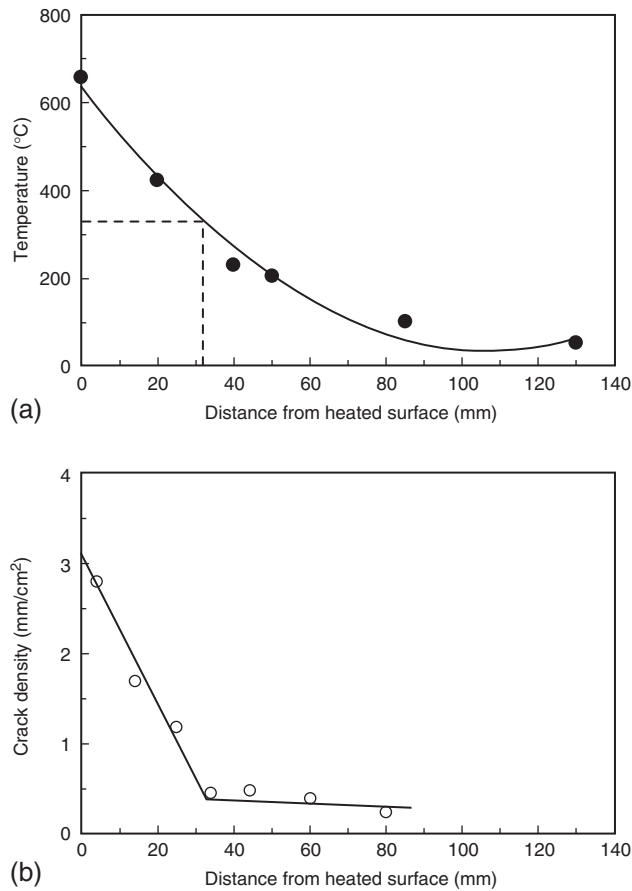 800
600
400
200
0
Temperature (°C)
0 20 40 60 80 100 120 140
Distance from heated surface (mm)
(a)
4
3
2
1
0
Crack density (mm/cm²)
0 20 40 60 80 100 120 140
Distance from heated surface (mm)
(b)